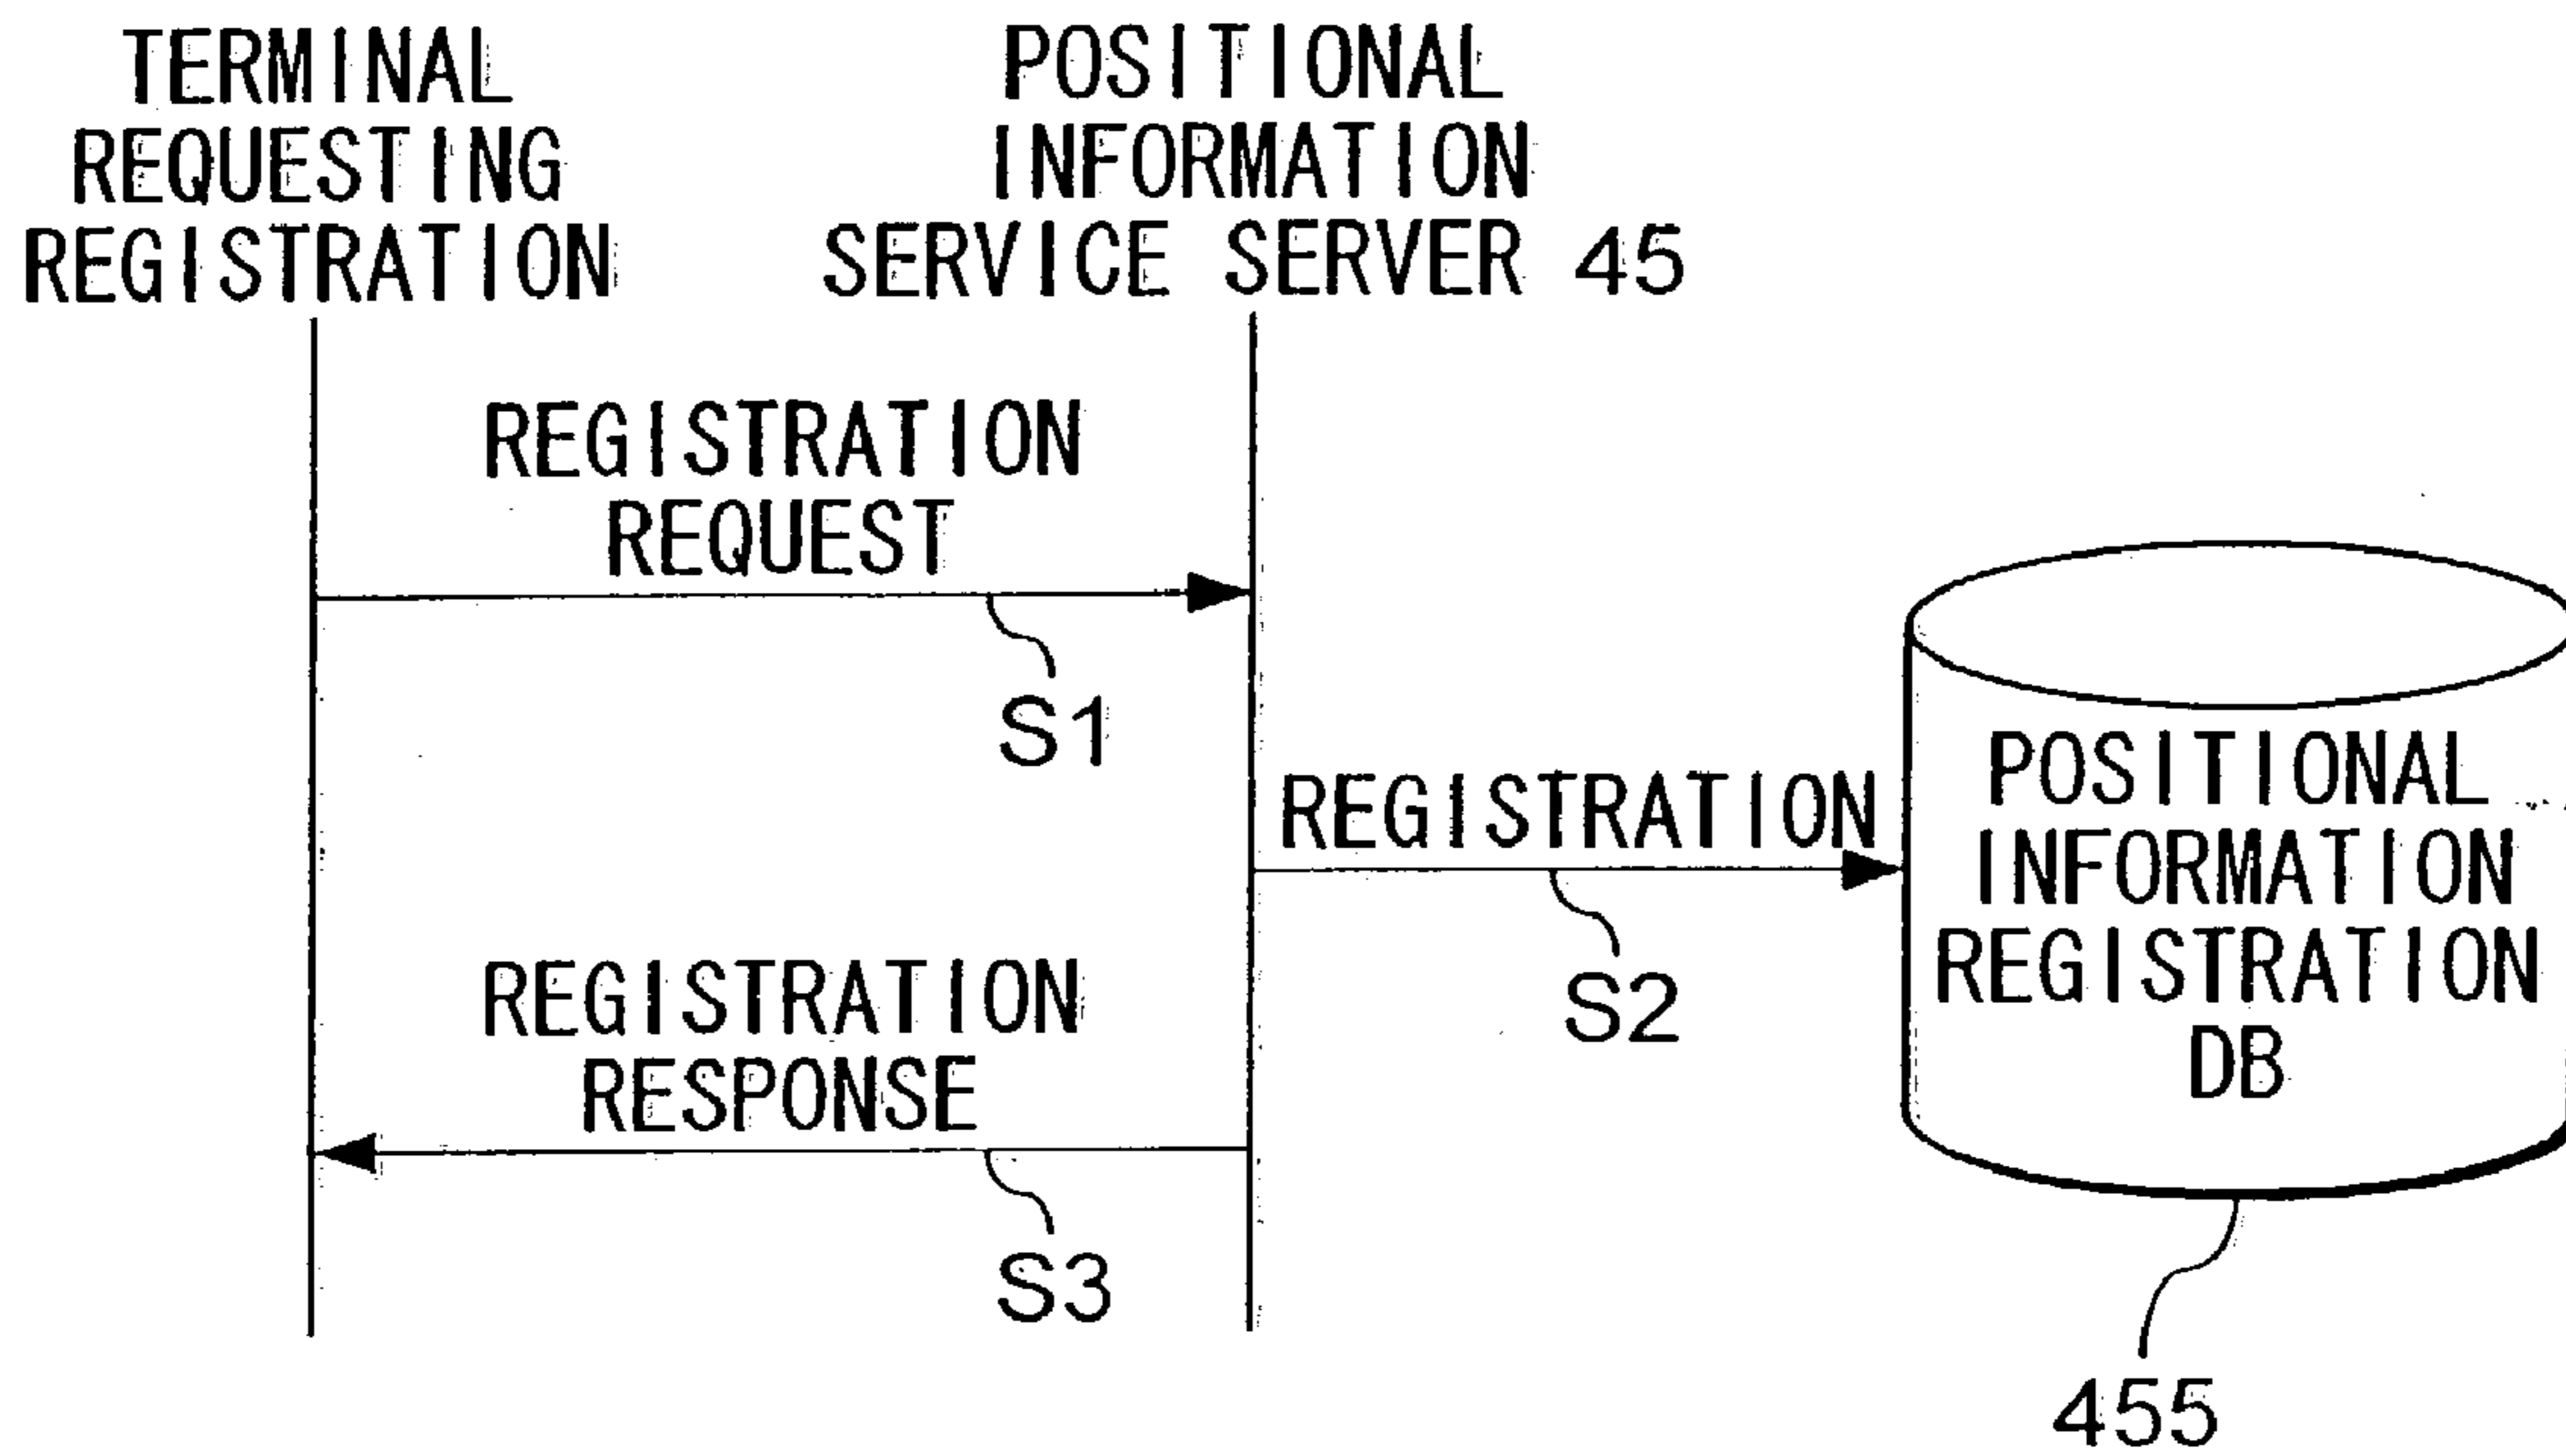 TERMINAL
REQUESTING
REGISTRATION
POSITIONAL
INFORMATION
SERVICE SERVER 45
REGISTRATION
REQUEST
S1
REGISTRATION
S2
POSITIONAL
INFORMATION
REGISTRATION
DB
REGISTRATION
RESPONSE
S3
455